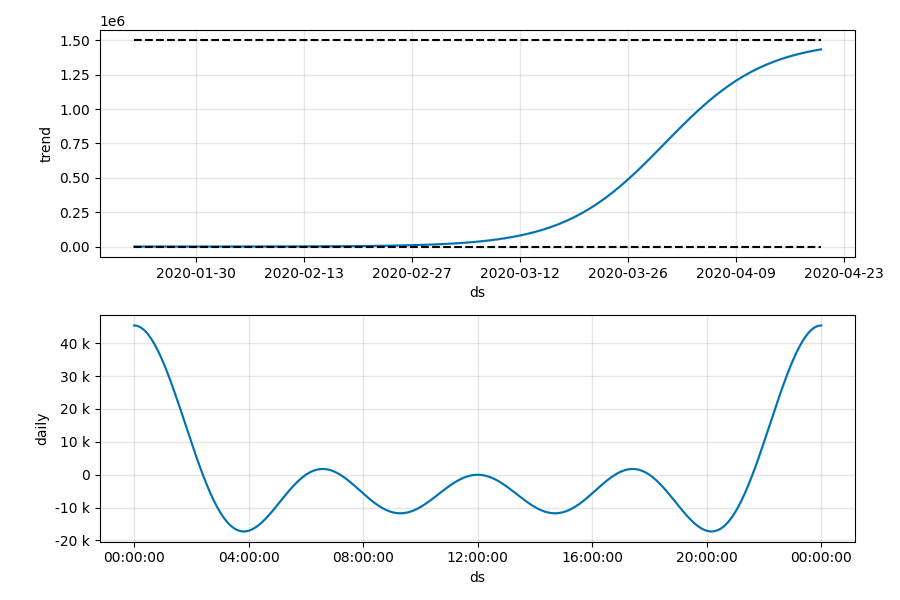 1e6
1.50
1.25
1.00
0.75
0.50
0.25
0.00
trend
2020-01-30 2020-02-13 2020-02-27 2020-03-12 2020-03-26 2020-04-09 2020-04-23
ds
40 k
30 k
20 k
10 k
0
-10 k
-20 k
daily
00:00:00 04:00:00 08:00:00 12:00:00 16:00:00 20:00:00 00:00:00
ds